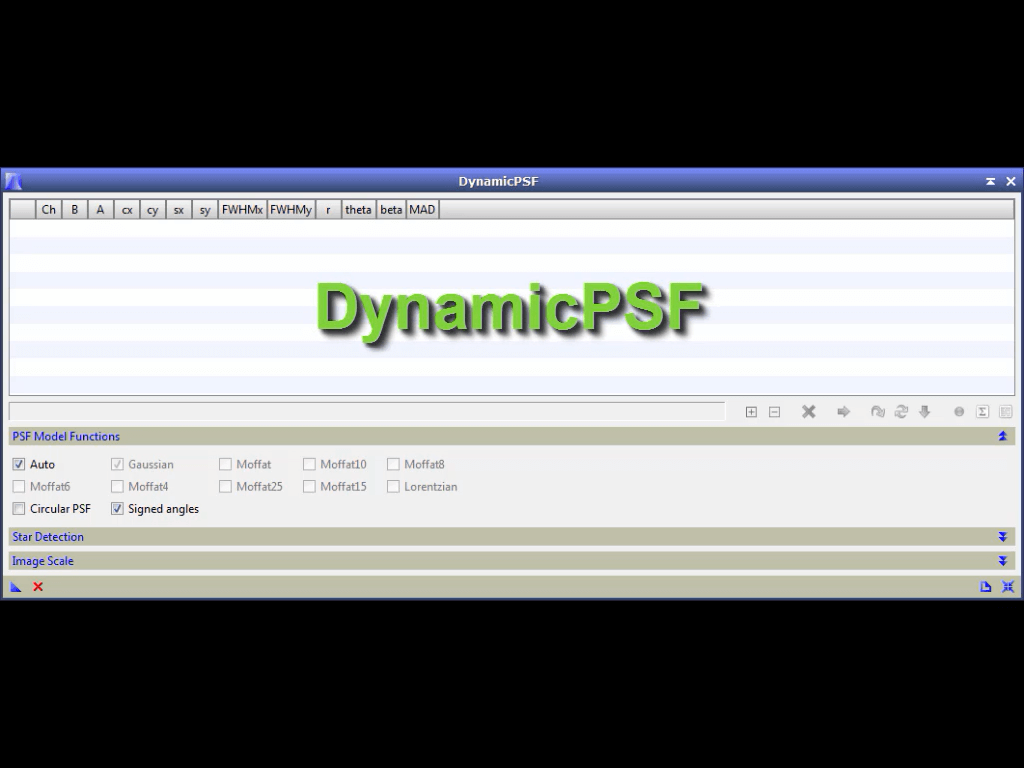 DynamicPSF
Ch B A cx cy sx sy FWHMx FWHMy r theta beta MAD
DynamicPSF
Σ
PSF Model Functions
Auto Gaussian Moffat Moffat10 Moffat8
Moffat6 Moffat4 Moffat25 Moffat15 Lorentzian
Circular PSF Signed angles
Star Detection
Image Scale